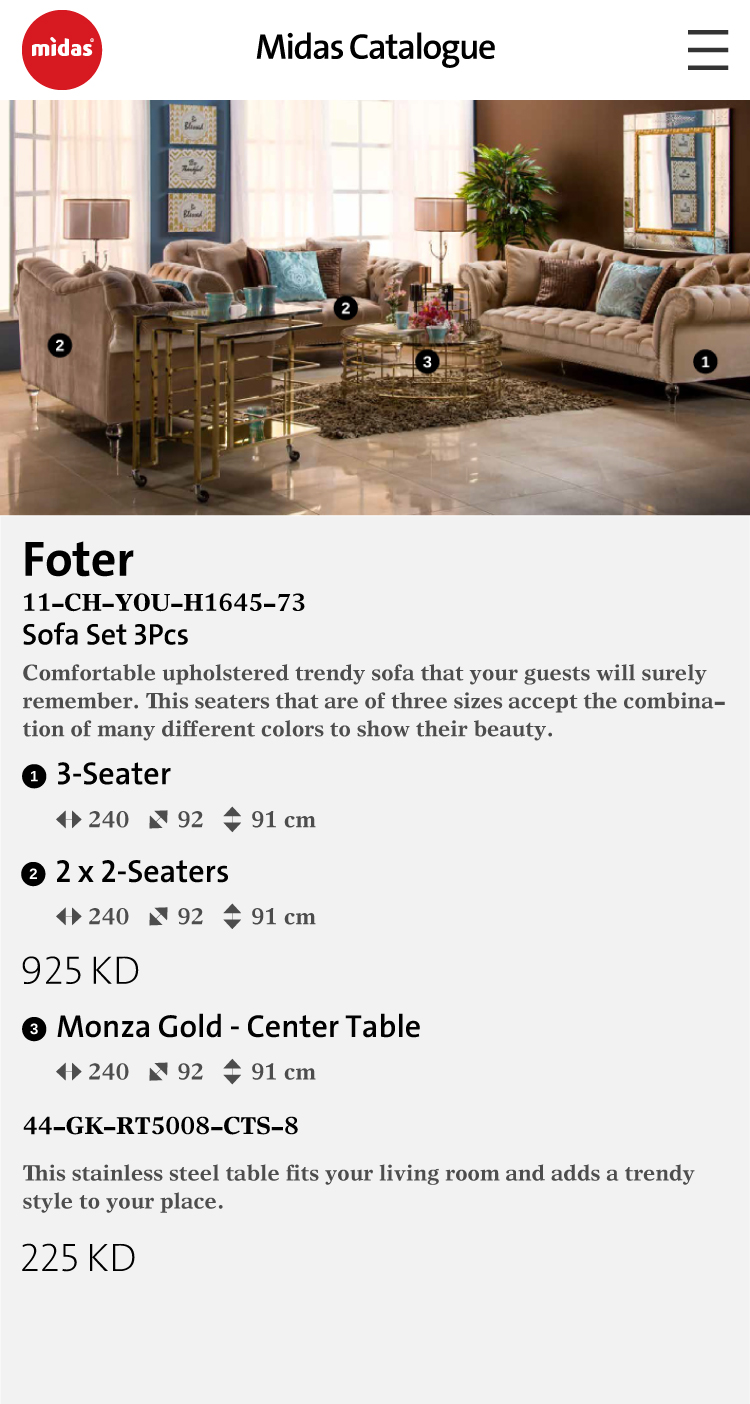 midas
Midas Catalogue
Be
Blessed
Be
Thankful
Be
Blessed
2
2
3
1
Foter
11-CH-YOU-H1645-73
Sofa Set 3Pcs
Comfortable upholstered trendy sofa that your guests will surely
remember. This seaters that are of three sizes accept the combina-
tion of many different colors to show their beauty.
1 3-Seater
240 92 91 cm
2 2 x 2-Seaters
240 92 91 cm
925 KD
3 Monza Gold - Center Table
240 92 91 cm
44-GK-RT5008-CTS-8
This stainless steel table fits your living room and adds a trendy
style to your place.
225 KD